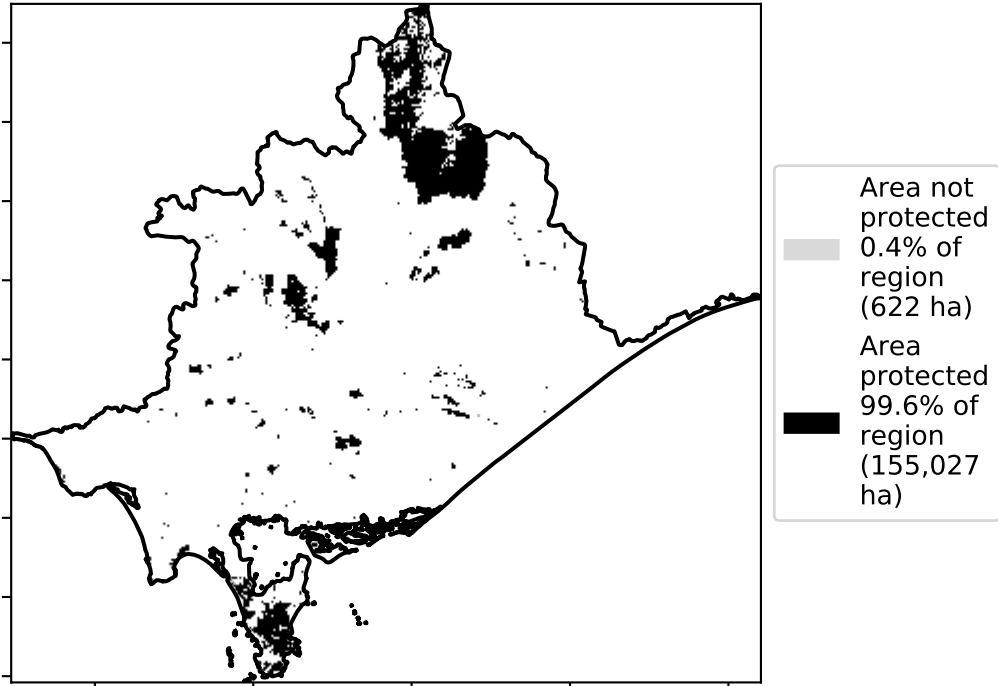 Area not
protected
0.4% of
region
(622 ha)
Area
protected
99.6% of
region
(155,027
ha)